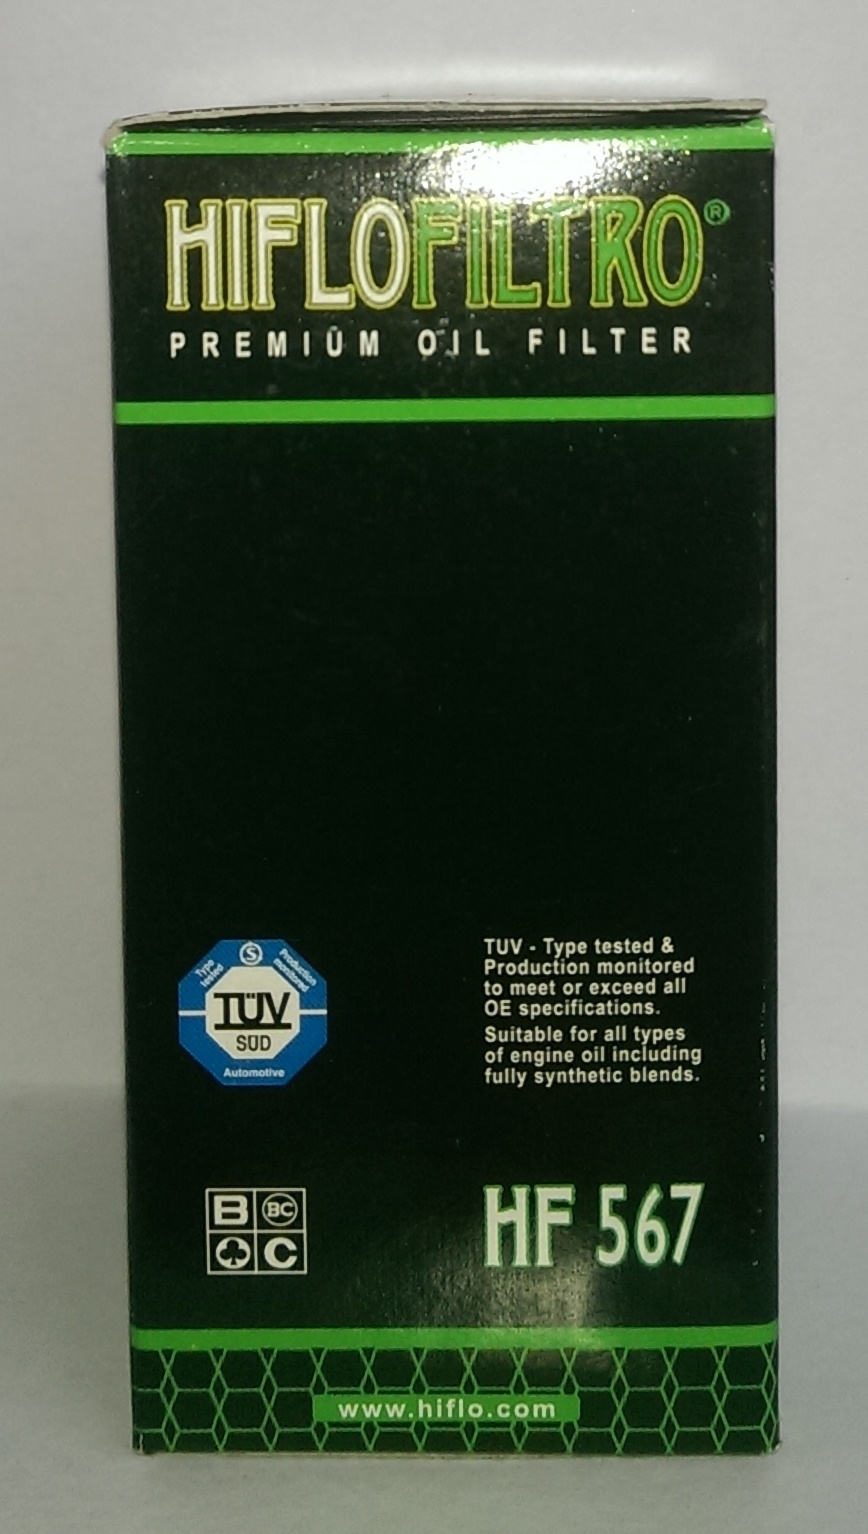 HIFLOFILTRO®
PREMIUM OIL FILTER
Type tested
S
Production monitored
TÜV
SÜD
Automotive
TUV - Type tested &
Production monitored
to meet or exceed all
OE specifications.
Suitable for all types
of engine oil including
fully synthetic blends.
B BC
C
HF 567
www.hiflo.com